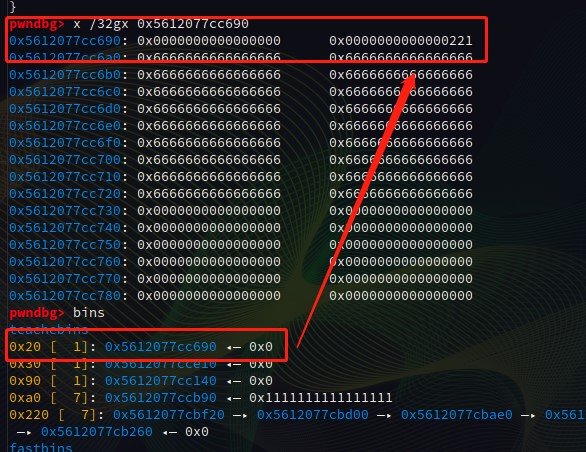 }
pwndbg> x /32gx 0x5612077cc690
0x5612077cc690: 0x0000000000000000 0x0000000000000221
0x5612077cc6a0: 0x6666666666666666 0x6666666666666666
0x5612077cc6b0: 0x6666666666666666 0x6666666666666666
0x5612077cc6c0: 0x6666666666666666 0x6666666666666666
0x5612077cc6d0: 0x6666666666666666 0x6666666666666666
0x5612077cc6e0: 0x6666666666666666 0x6666666666666666
0x5612077cc6f0: 0x6666666666666666 0x6666666666666666
0x5612077cc700: 0x6666666666666666 0x6666666666666666
0x5612077cc710: 0x6666666666666666 0x6666666666666666
0x5612077cc720: 0x6666666666666666 0x6666666666666666
0x5612077cc730: 0x0000000000000000 0x0000000000000000
0x5612077cc740: 0x0000000000000000 0x0000000000000000
0x5612077cc750: 0x0000000000000000 0x0000000000000000
0x5612077cc760: 0x0000000000000000 0x0000000000000000
0x5612077cc770: 0x0000000000000000 0x0000000000000000
0x5612077cc780: 0x0000000000000000 0x0000000000000000
pwndbg> bins
tcachebins
0x20 [  1]: 0x5612077cc690 ◂— 0x0
0x30 [  1]: 0x5612077cce10 ◂— 0x0
0x90 [  1]: 0x5612077cc140 ◂— 0x0
0xa0 [  7]: 0x5612077ccb90 ◂— 0x1111111111111111
0x220 [  7]: 0x5612077cbf20 —▸ 0x5612077cbd00 —▸ 0x5612077cbae0 —▸ 0x561
—▸ 0x5612077cb260 ◂— 0x0
fastbins